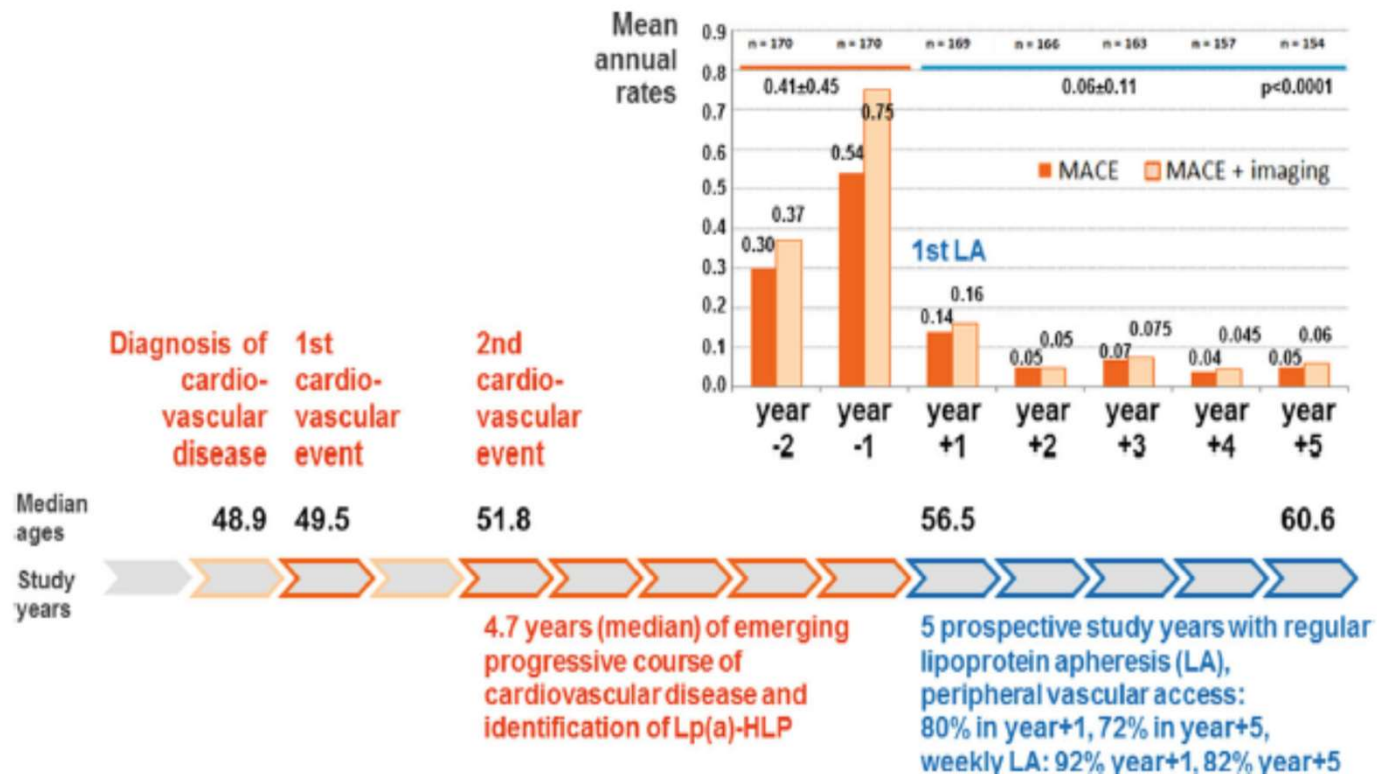 Mean
annual
rates
0.9
0.8
0.7
0.6
0.5
0.4
0.3
0.2
0.1
0.0
n = 170 n = 170 n = 169 n = 166 n = 163 n = 157 n = 154
0.41±0.45 0.06±0.11 p<0.0001
0.30 0.37 0.54 0.75 0.14 0.16 0.05 0.05 0.07 0.075 0.04 0.045 0.05 0.06
MACE MACE + imaging
1st LA
year year year year year year year
-2 -1 +1 +2 +3 +4 +5
Diagnosis of
cardio-
vascular
disease
1st
cardio-
vascular
event
2nd
cardio-
vascular
event
Median
ages
48.9 49.5 51.8 56.5 60.6
Study
years
4.7 years (median) of emerging
progressive course of
cardiovascular disease and
identification of Lp(a)-HLP
5 prospective study years with regular
lipoprotein apheresis (LA),
peripheral vascular access:
80% in year+1, 72% in year+5,
weekly LA: 92% year+1, 82% year+5